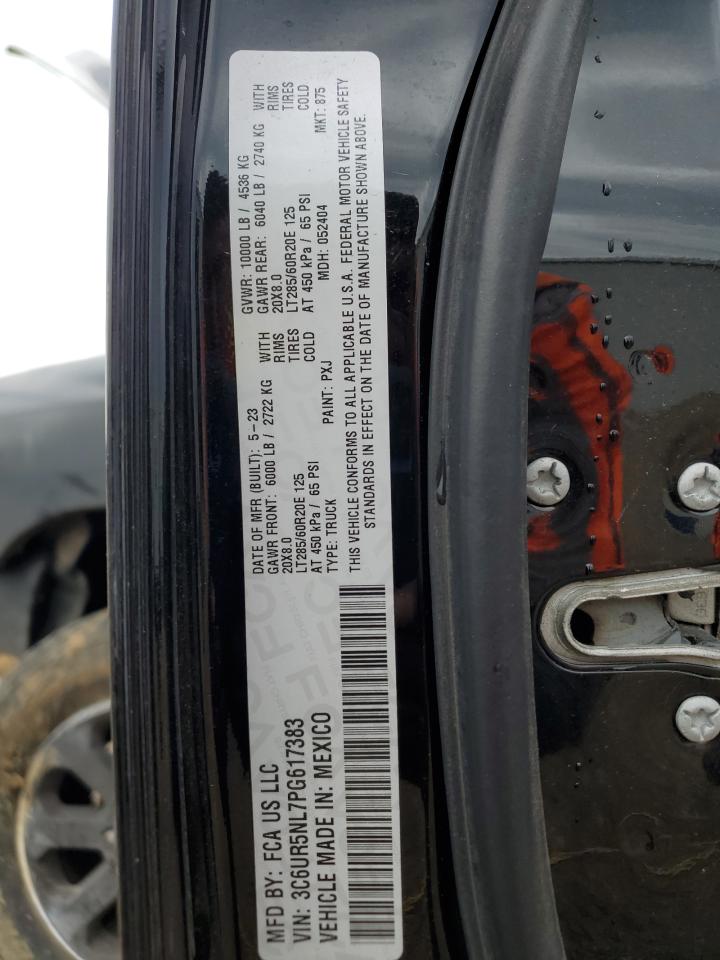 MFD BY: FCA US LLC
VIN: 3C6UR5NL7PG617383
VEHICLE MADE IN: MEXICO
DATE OF MFR (BUILT): 5-23
GVWR: 10000 LB / 4536 KG
GAWR FRONT: 6000 LB / 2722 KG WITH
GAWR REAR: 6040 LB / 2740 KG WITH
20X8.0 RIMS
20X8.0 RIMS
LT285/60R20E 125 TIRES
LT285/60R20E 125 TIRES
AT 450 kPa / 65 PSI COLD
AT 450 kPa / 65 PSI COLD
TYPE: TRUCK PAINT: PXJ MDH: 052404 MKT: 875
THIS VEHICLE CONFORMS TO ALL APPLICABLE U.S.A. FEDERAL MOTOR VEHICLE SAFETY
STANDARDS IN EFFECT ON THE DATE OF MANUFACTURE SHOWN ABOVE.